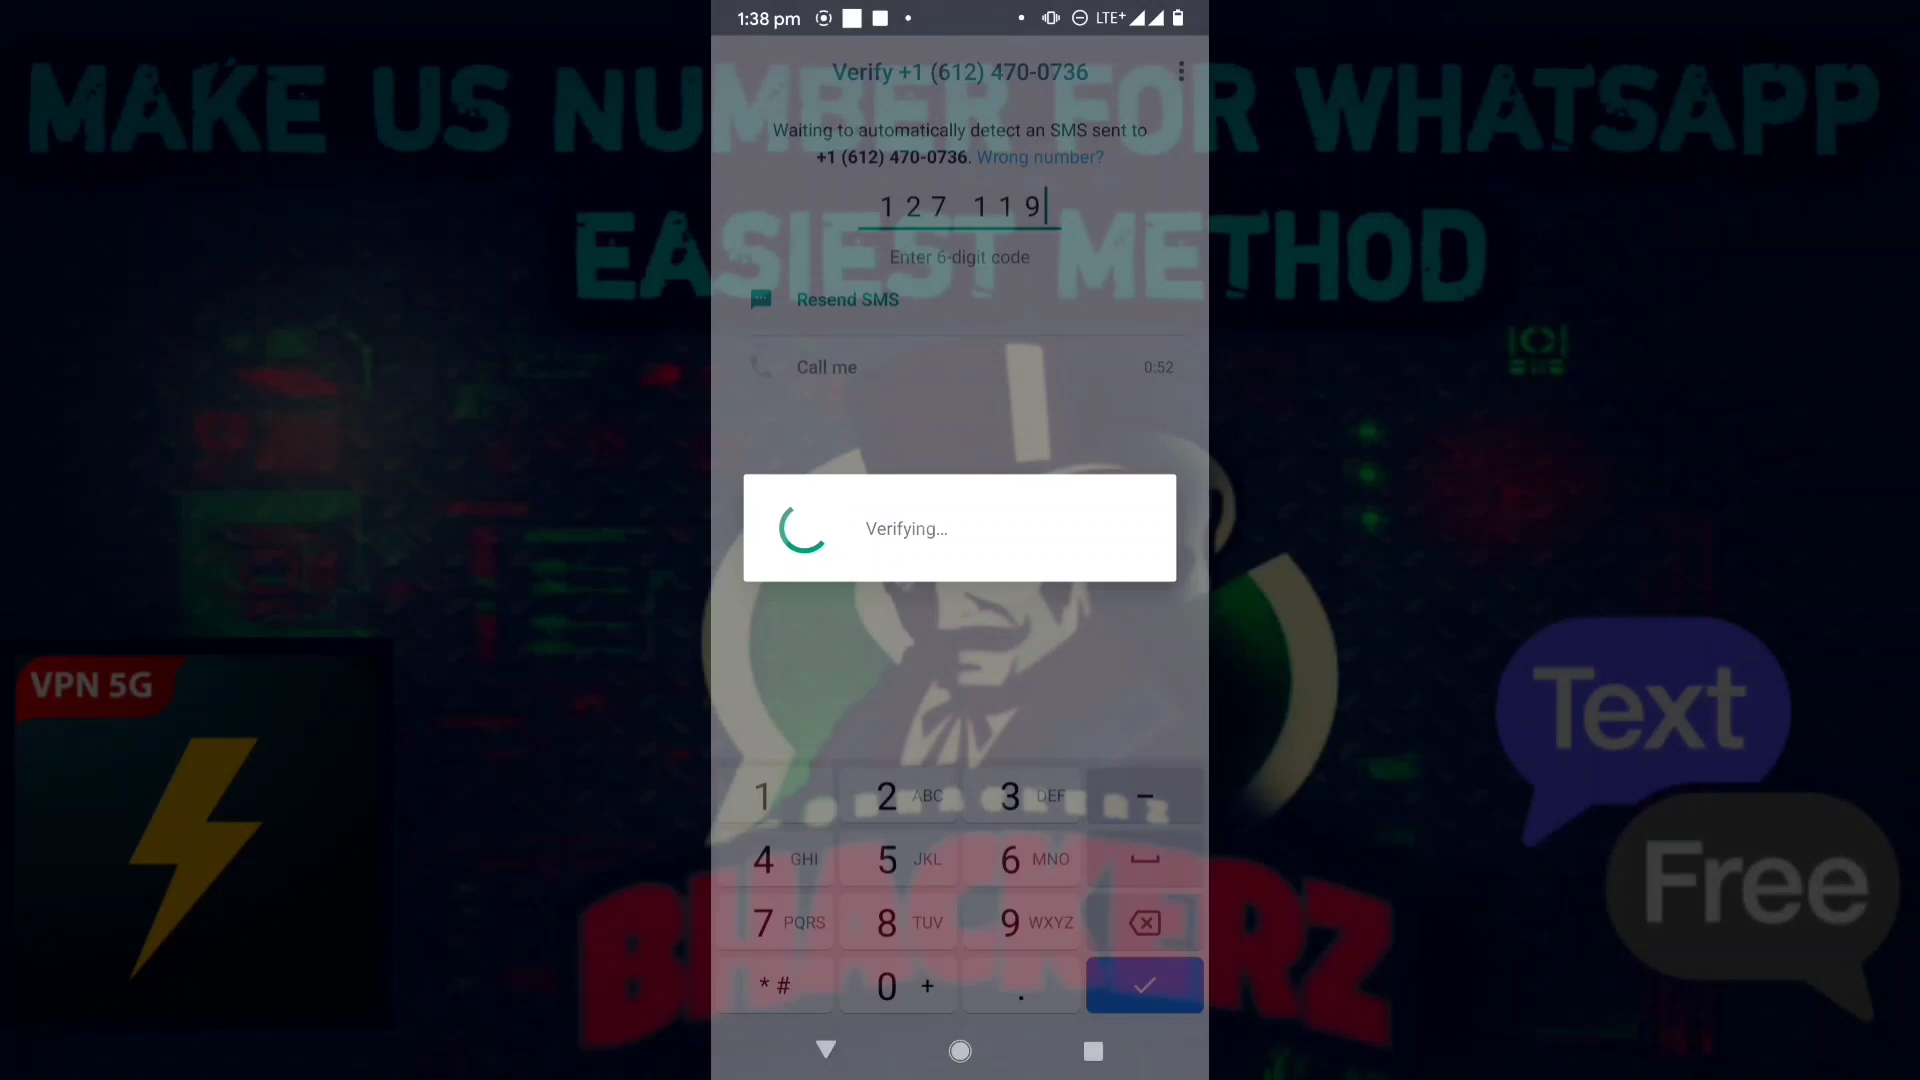 1:38 pm
LTE+
MAKE US NUMBER FOR WHATSAPP
EASIEST METHOD
Verify +1 (612) 470-0736
Waiting to automatically detect an SMS sent to
+1 (612) 470-0736. Wrong number?
127 119
Enter 6-digit code
Resend SMS
Call me 0:52
Verifying...
VPN 5G
Text
Free
BHACKERZ
1 2 ABC 3 DEF –
4 GHI 5 JKL 6 MNO
7 PQRS 8 TUV 9 WXYZ
* # 0 + .